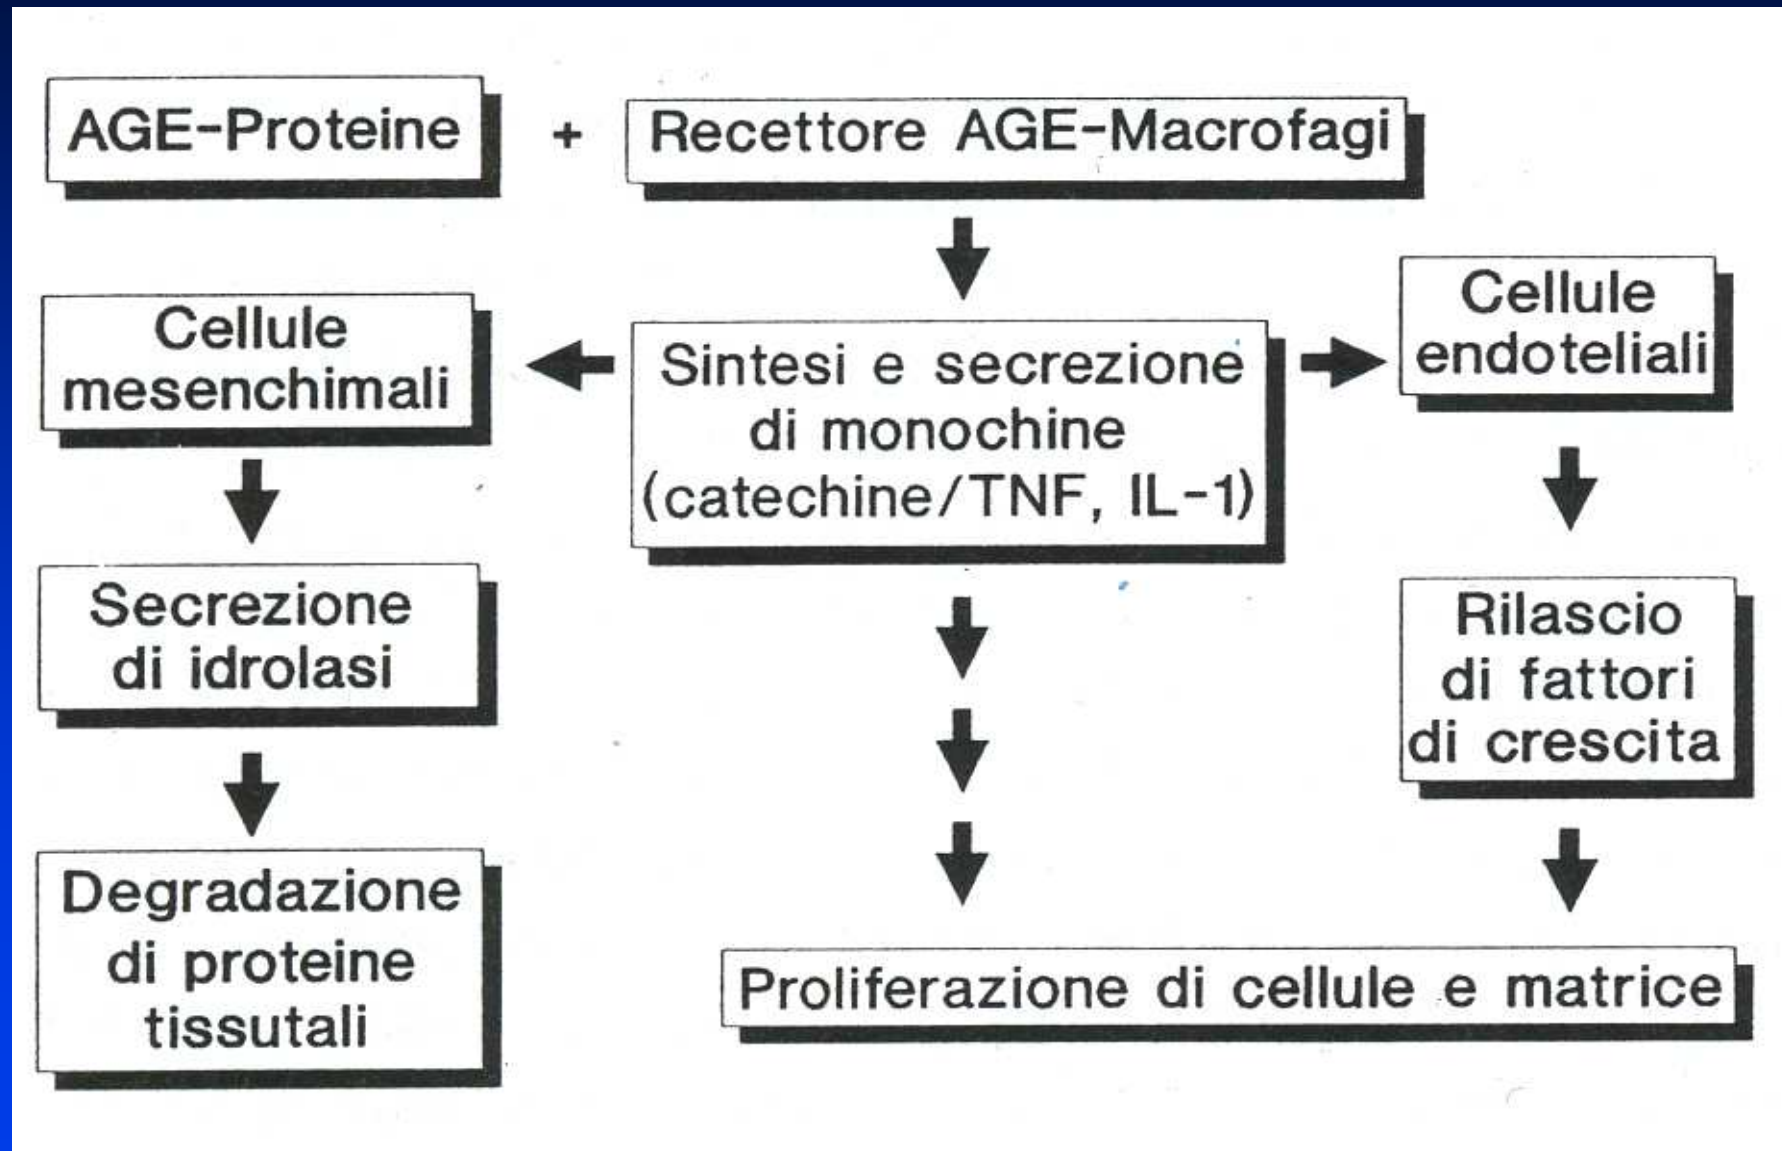 AGE-Proteine + Recettore AGE-Macrofagi
Cellule
mesenchimali
Sintesi e secrezione
di monochine
(catechine/TNF, IL-1)
Cellule
endoteliali
Secrezione
di idrolasi
Rilascio
di fattori
di crescita
Degradazione
di proteine
tissutali
Proliferazione di cellule e matrice